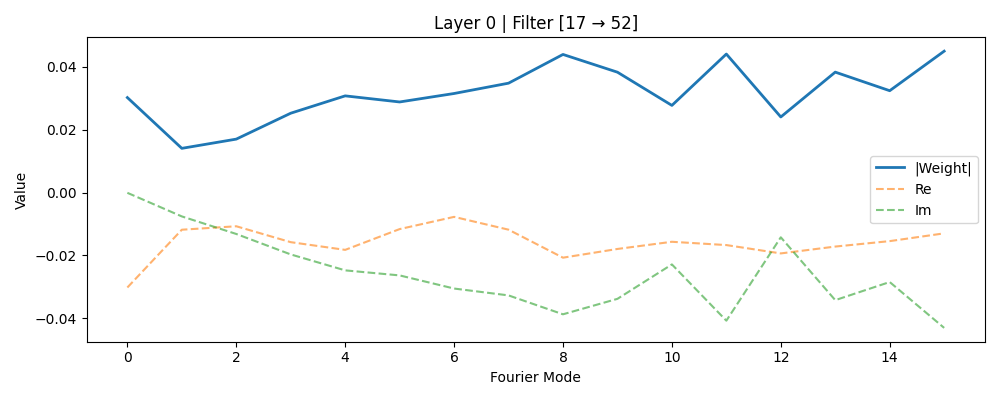 Layer 0 | Filter [17 → 52]
Value
0.04
0.02
0.00
−0.02
−0.04
|Weight|
Re
Im
0 2 4 6 8 10 12 14
Fourier Mode